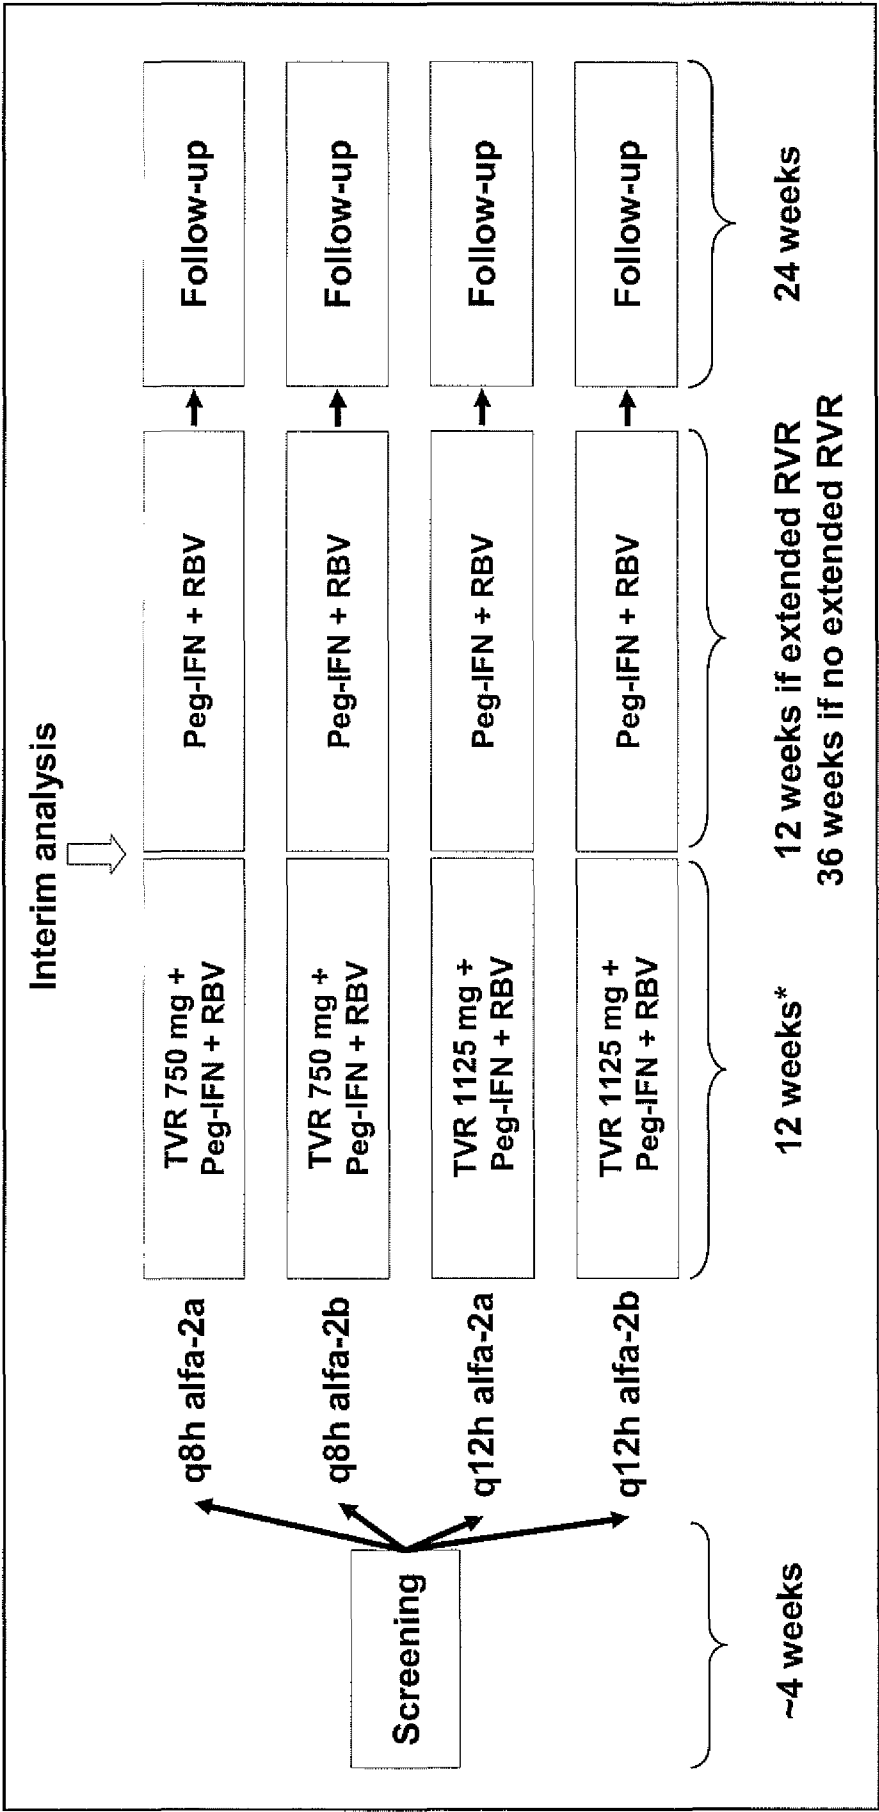 Interim analysis
Screening
q8h alfa-2a
TVR 750 mg +
Peg-IFN + RBV
Peg-IFN + RBV
Follow-up
q8h alfa-2b
TVR 750 mg +
Peg-IFN + RBV
Peg-IFN + RBV
Follow-up
q12h alfa-2a
TVR 1125 mg +
Peg-IFN + RBV
Peg-IFN + RBV
Follow-up
q12h alfa-2b
TVR 1125 mg +
Peg-IFN + RBV
Peg-IFN + RBV
Follow-up
~4 weeks
12 weeks*
12 weeks if extended RVR
36 weeks if no extended RVR
24 weeks